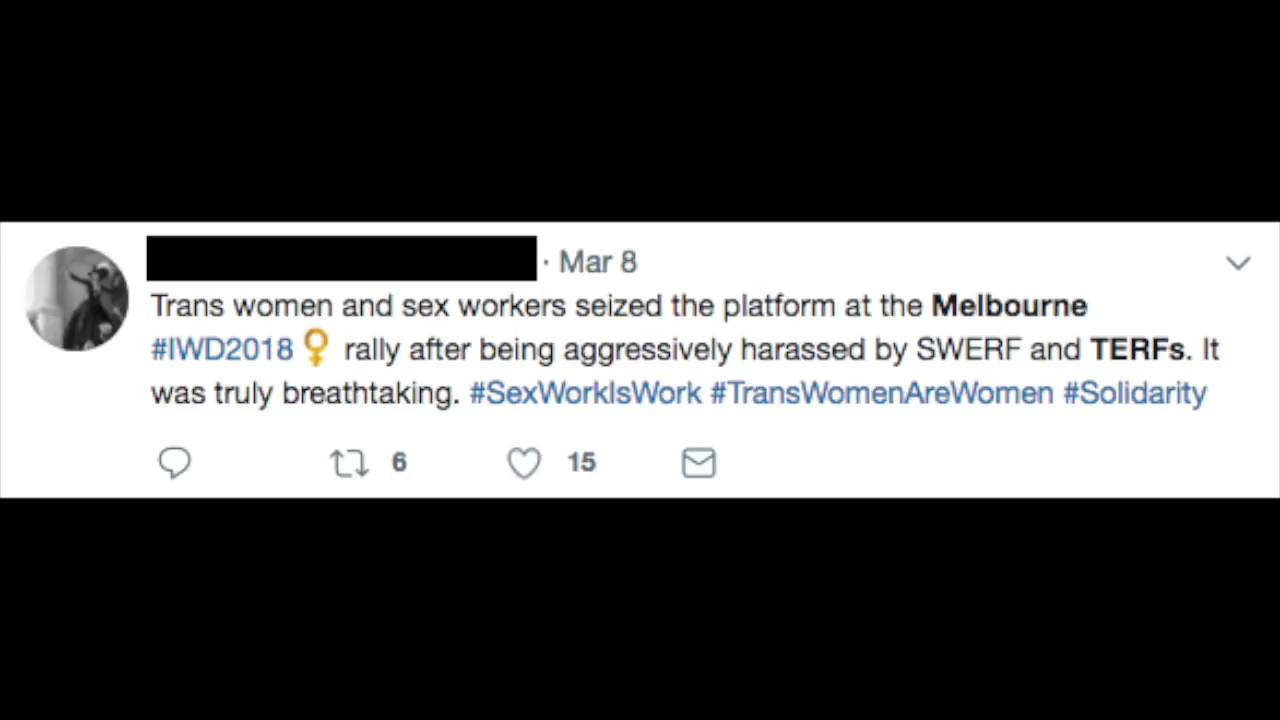 · Mar 8
Trans women and sex workers seized the platform at the Melbourne
#IWD2018 rally after being aggressively harassed by SWERF and TERFs. It
was truly breathtaking. #SexWorkIsWork #TransWomenAreWomen #Solidarity
6 15